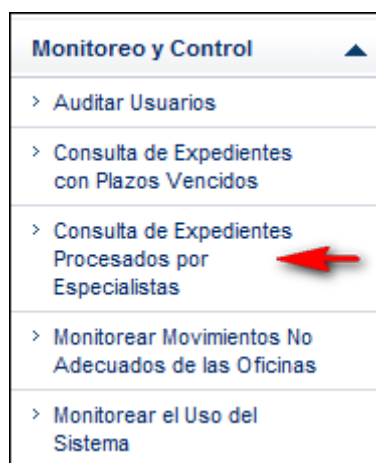 Monitoreo y Control
> Auditar Usuarios
> Consulta de Expedientes
con Plazos Vencidos
> Consulta de Expedientes
Procesados por
Especialistas
> Monitorear Movimientos No
Adecuados de las Oficinas
> Monitorear el Uso del
Sistema